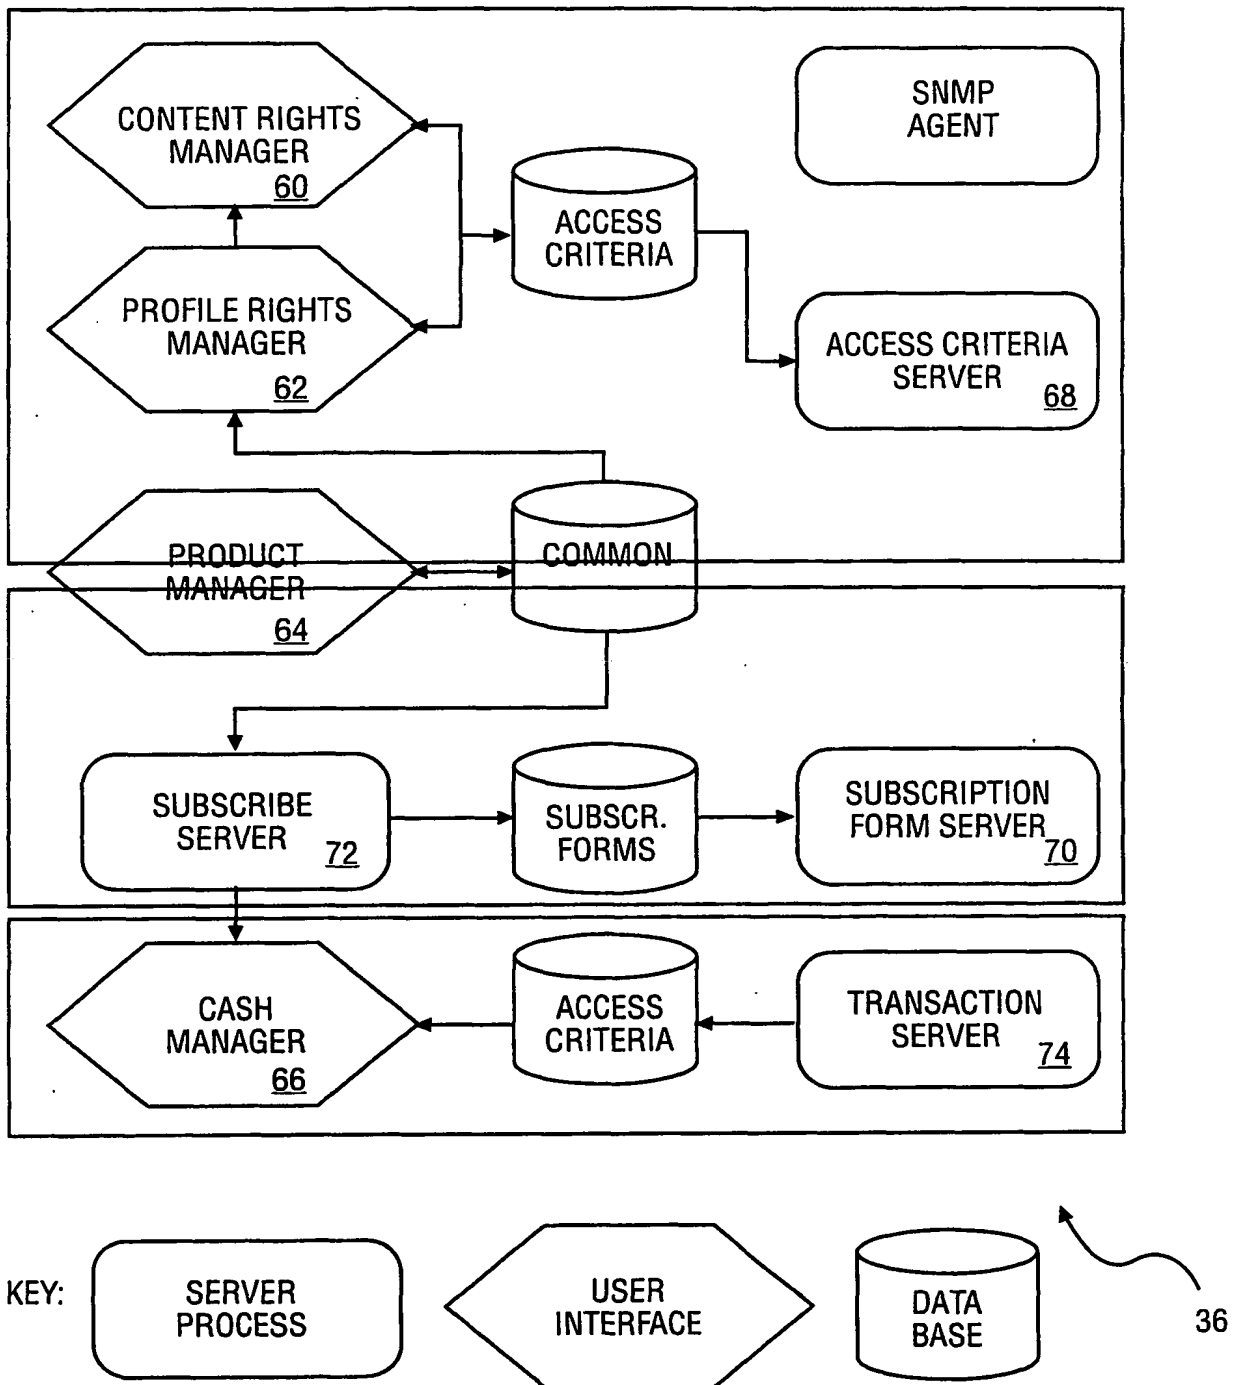 CONTENT RIGHTS
MANAGER
60
SNMP
AGENT
ACCESS
CRITERIA
PROFILE RIGHTS
MANAGER
62
ACCESS CRITERIA
SERVER
68
PRODUCT
MANAGER
64
COMMON
SUBSCRIBE
SERVER
72
SUBSCR.
FORMS
SUBSCRIPTION
FORM SERVER
70
CASH
MANAGER
66
ACCESS
CRITERIA
TRANSACTION
SERVER
74
KEY:
SERVER
PROCESS
USER
INTERFACE
DATA
BASE
36